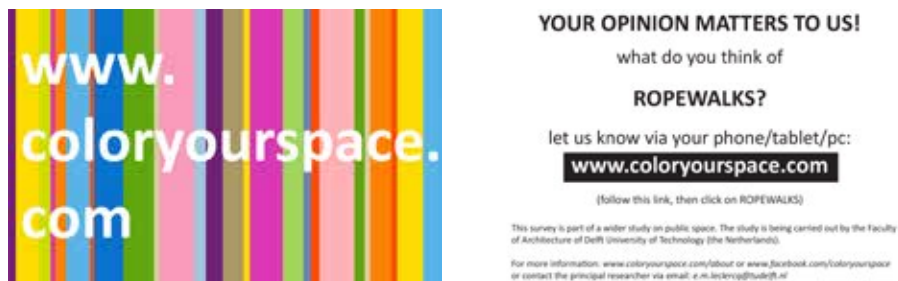 www.
coloryourspace.
com
YOUR OPINION MATTERS TO US!
what do you think of
ROPEWALKS?
let us know via your phone/tablet/pc:
www.coloryourspace.com
(follow this link, then click on ROPEWALKS)
This survey is part of a wider study on public space. The study is being carried out by the Faculty
of Architecture of Delft University of Technology (the Netherlands).
For more information: www.coloryourspace.com/about or www.facebook.com/coloryourspace
or contact the principal researcher via email: e.m.leclercq@tudelft.nl